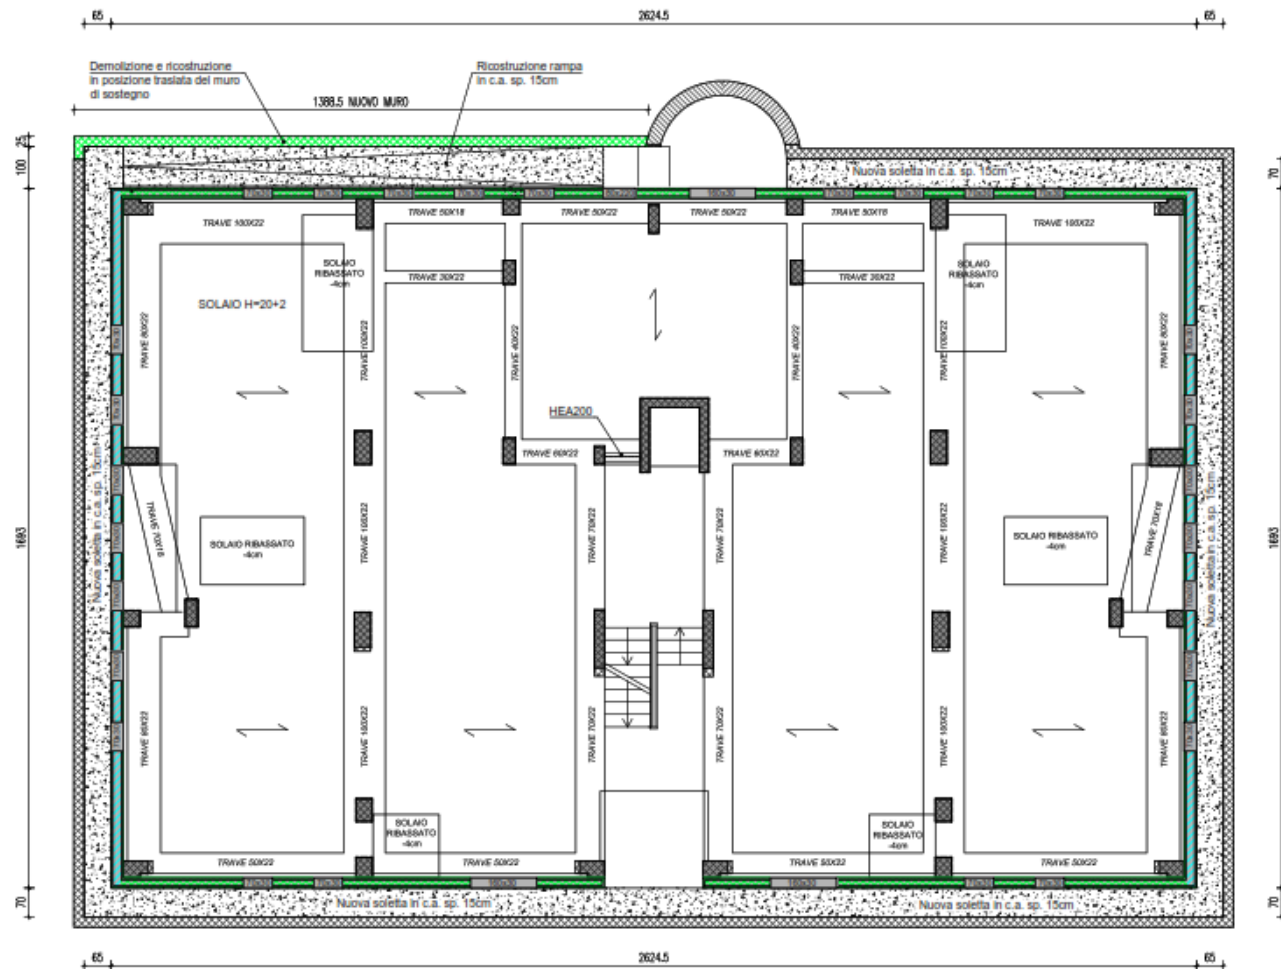 65
2624.5
65
Demolizione e ricostruzione
in posizione traslata del muro
di sostegno
Ricostruzione rampa
in c.a. sp. 15cm
1388.5 NUOVO MURO
25
100
70
Nuova soletta in c.a. sp. 15cm
TRAVE 100X22
TRAVE 50X18
TRAVE 50X22
TRAVE 50X22
TRAVE 50X18
TRAVE 100X22
SOLAIO
RIBASSATO
-4cm
SOLAIO
RIBASSATO
-4cm
TRAVE 30X22
TRAVE 30X22
SOLAIO H=20+2
TRAVE 80X22
TRAVE 100X22
TRAVE 40X22
TRAVE 40X22
TRAVE 100X22
TRAVE 80X22
HEA200
TRAVE 60X22
TRAVE 60X22
Nuova soletta in c.a. sp. 15cm
1693
TRAVE 70X18
SOLAIO RIBASSATO
-4cm
TRAVE 100X22
TRAVE 70X22
TRAVE 70X22
TRAVE 100X22
SOLAIO RIBASSATO
-4cm
TRAVE 70X18
Nuova soletta in c.a. sp. 15cm
1693
TRAVE 80X22
TRAVE 100X22
TRAVE 70X22
TRAVE 70X22
TRAVE 100X22
TRAVE 80X22
SOLAIO
RIBASSATO
-4cm
SOLAIO
RIBASSATO
-4cm
TRAVE 50X22
TRAVE 50X22
TRAVE 50X22
TRAVE 50X22
70
Nuova soletta in c.a. sp. 15cm
Nuova soletta in c.a. sp. 15cm
70
65
2624.5
65